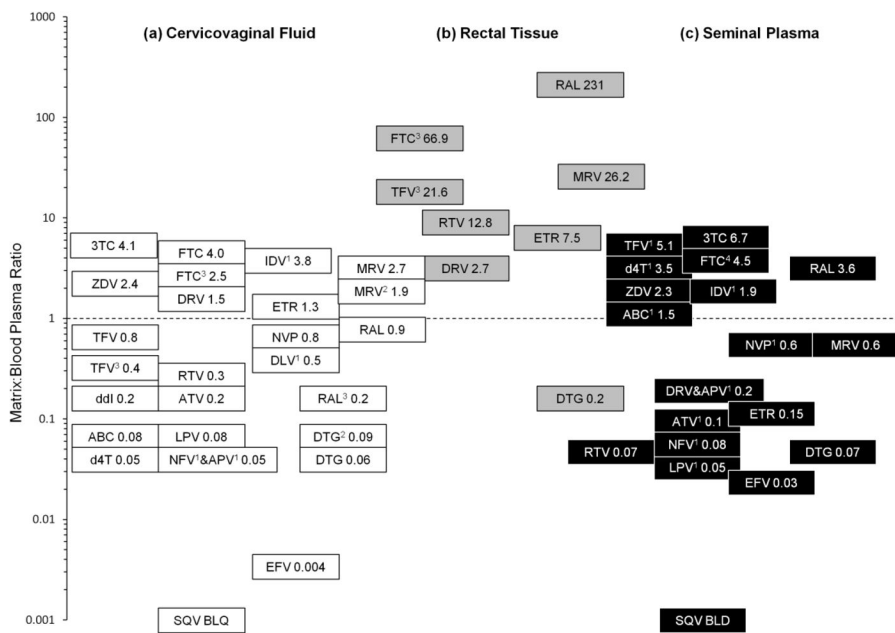 Matrix:Blood Plasma Ratio
1000
100
10
1
0.1
0.01
0.001
(a) Cervicovaginal Fluid
3TC 4.1
FTC 4.0
IDV¹ 3.8
ZDV 2.4
FTC³ 2.5
MRV 2.7
DRV 1.5
MRV² 1.9
ETR 1.3
TFV 0.8
NVP 0.8
RAL 0.9
TFV³ 0.4
DLV¹ 0.5
RTV 0.3
ddI 0.2
ATV 0.2
RAL³ 0.2
ABC 0.08
LPV 0.08
DTG² 0.09
d4T 0.05
NFV¹&APV¹ 0.05
DTG 0.06
EFV 0.004
SQV BLQ
(b) Rectal Tissue
RAL 231
FTC³ 66.9
MRV 26.2
TFV³ 21.6
RTV 12.8
ETR 7.5
DRV 2.7
DTG 0.2
(c) Seminal Plasma
TFV¹ 5.1
3TC 6.7
d4T¹ 3.5
FTC⁴ 4.5
RAL 3.6
ZDV 2.3
IDV¹ 1.9
ABC¹ 1.5
NVP¹ 0.6
MRV 0.6
DRV&APV¹ 0.2
ATV¹ 0.1
ETR 0.15
RTV 0.07
NFV¹ 0.08
DTG 0.07
LPV¹ 0.05
EFV 0.03
SQV BLD